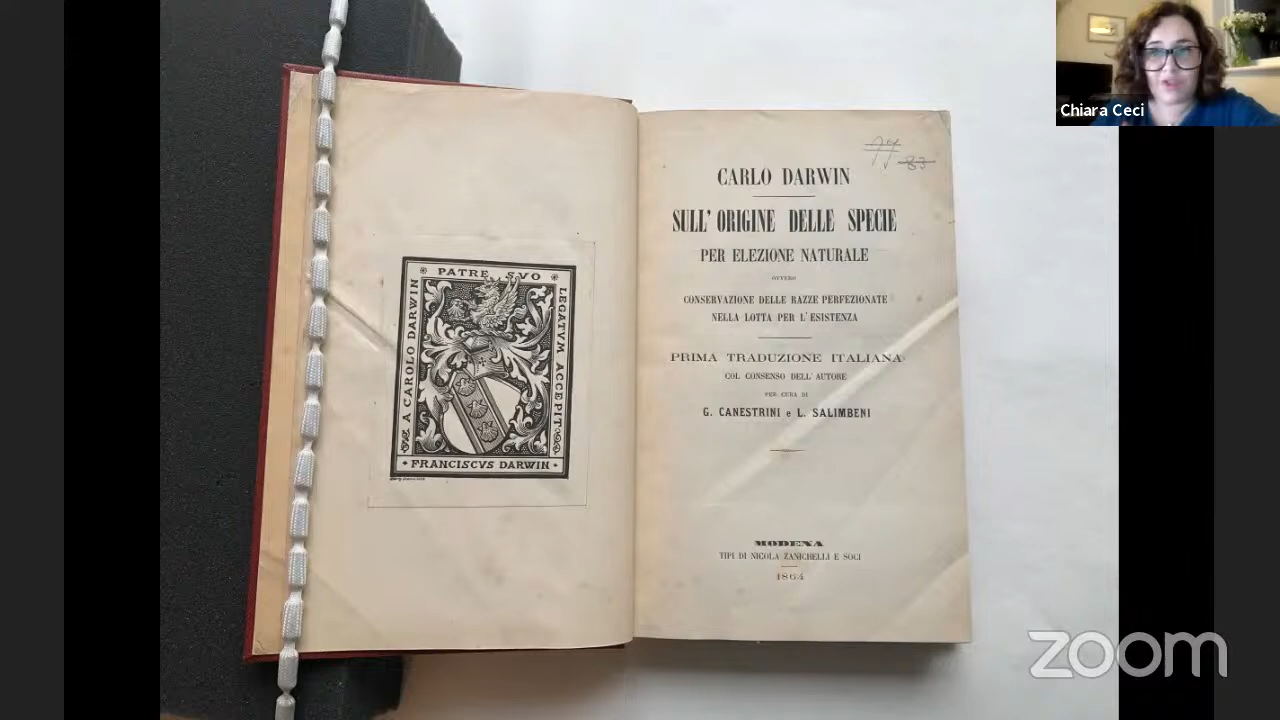 PATRE SVO
A CAROLO DARWIN
LEGATVM ACCEPIT
FRANCISCVS DARWIN
CARLO DARWIN
SULL' ORIGINE DELLE SPECIE
PER ELEZIONE NATURALE
OVVERO
CONSERVAZIONE DELLE RAZZE PERFEZIONATE
NELLA LOTTA PER L'ESISTENZA
PRIMA TRADUZIONE ITALIANA
COL CONSENSO DELL' AUTORE
PER CURA DI
G. CANESTRINI e L. SALIMBENI
MODENA
TIPI DI NICOLA ZANICHELLI E SOCI
1864
Chiara Ceci
zoom